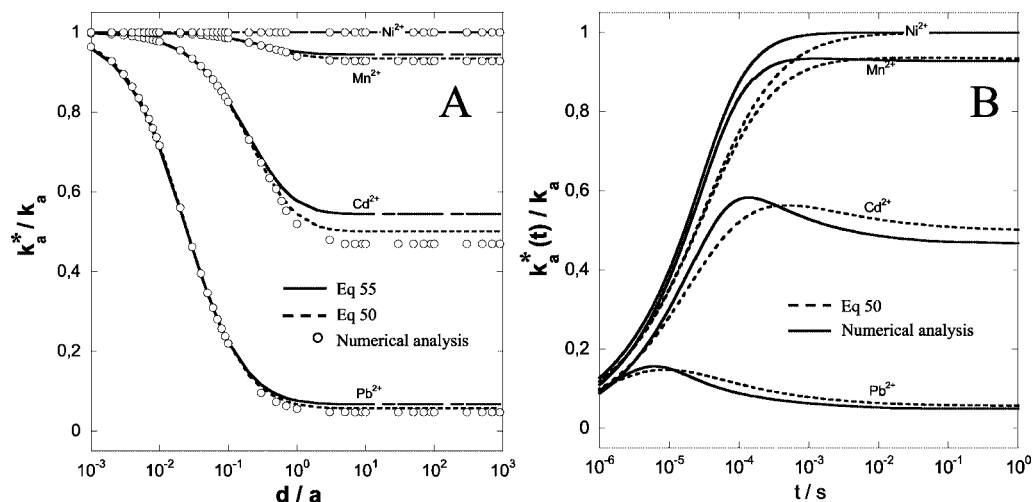 A
1
0,8
0,6
0,4
0,2
0
k*a / ka
Ni2+
Mn2+
Cd2+
Pb2+
Eq 55
Eq 50
Numerical analysis
10-3 10-2 10-1 100 101 102 103
d / a
B
1
0,8
0,6
0,4
0,2
0
k*a (t) / ka
Ni2+
Mn2+
Cd2+
Pb2+
Eq 50
Numerical analysis
10-6 10-5 10-4 10-3 10-2 10-1 100
t / s